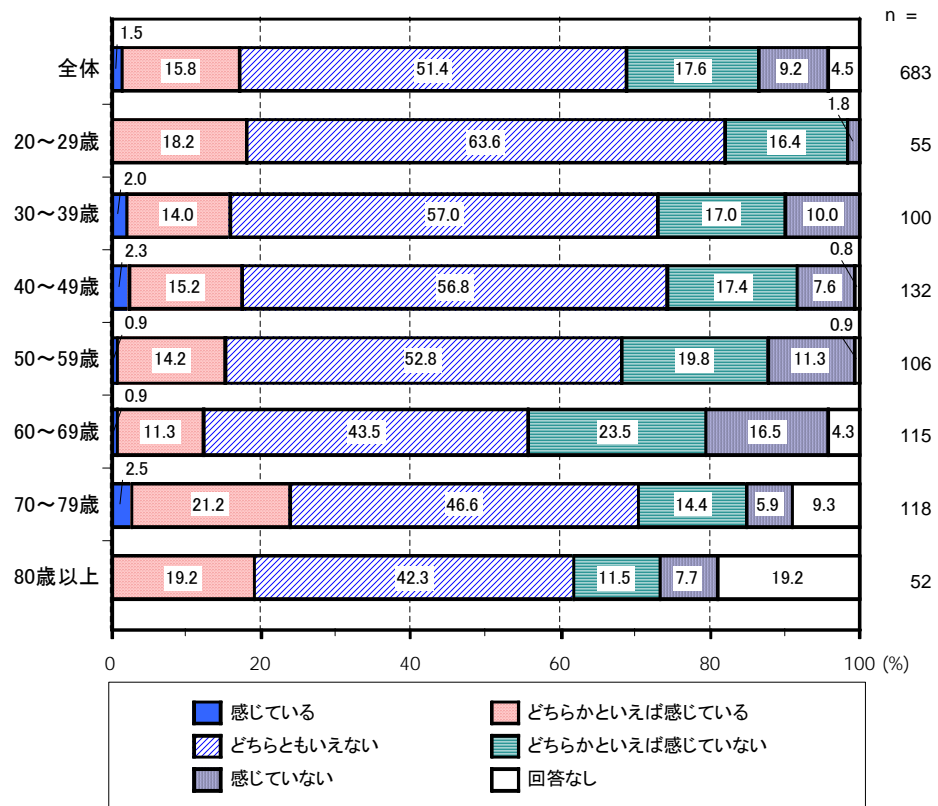 n =
1.5
全体 15.8 51.4 17.6 9.2 4.5 683
1.8
20～29歳 18.2 63.6 16.4 55
2.0
30～39歳 14.0 57.0 17.0 10.0 100
2.3 0.8
40～49歳 15.2 56.8 17.4 7.6 132
0.9 0.9
50～59歳 14.2 52.8 19.8 11.3 106
0.9
60～69歳 11.3 43.5 23.5 16.5 4.3 115
2.5
70～79歳 21.2 46.6 14.4 5.9 9.3 118
80歳以上 19.2 42.3 11.5 7.7 19.2 52
0 20 40 60 80 100 (%)
感じている どちらかといえば感じている
どちらともいえない どちらかといえば感じていない
感じていない 回答なし